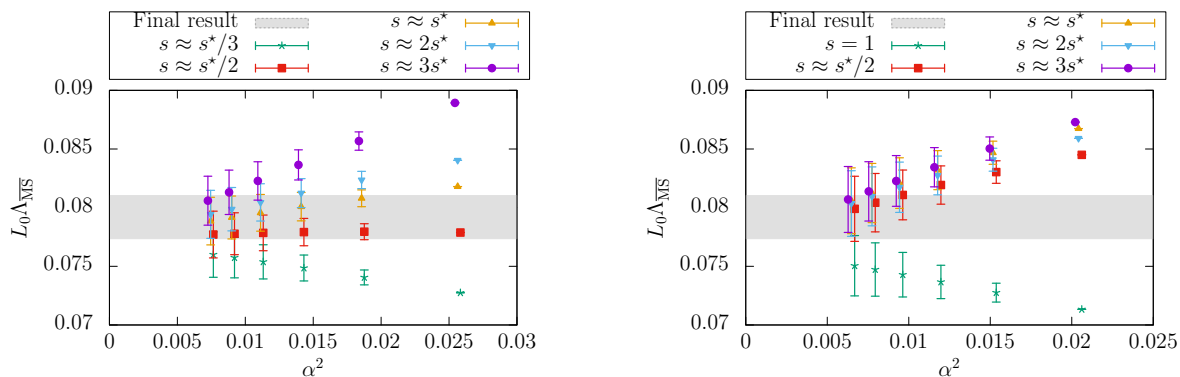 Final result
s ≈ s⋆/3
s ≈ s⋆/2
s ≈ s⋆
s ≈ 2s⋆
s ≈ 3s⋆
0.09
0.085
0.08
0.075
0.07
L₀Λ_MS̅
0 0.005 0.01 0.015 0.02 0.025 0.03
α²
Final result
s = 1
s ≈ s⋆/2
s ≈ s⋆
s ≈ 2s⋆
s ≈ 3s⋆
0.09
0.085
0.08
0.075
0.07
L₀Λ_MS̅
0 0.005 0.01 0.015 0.02 0.025
α²